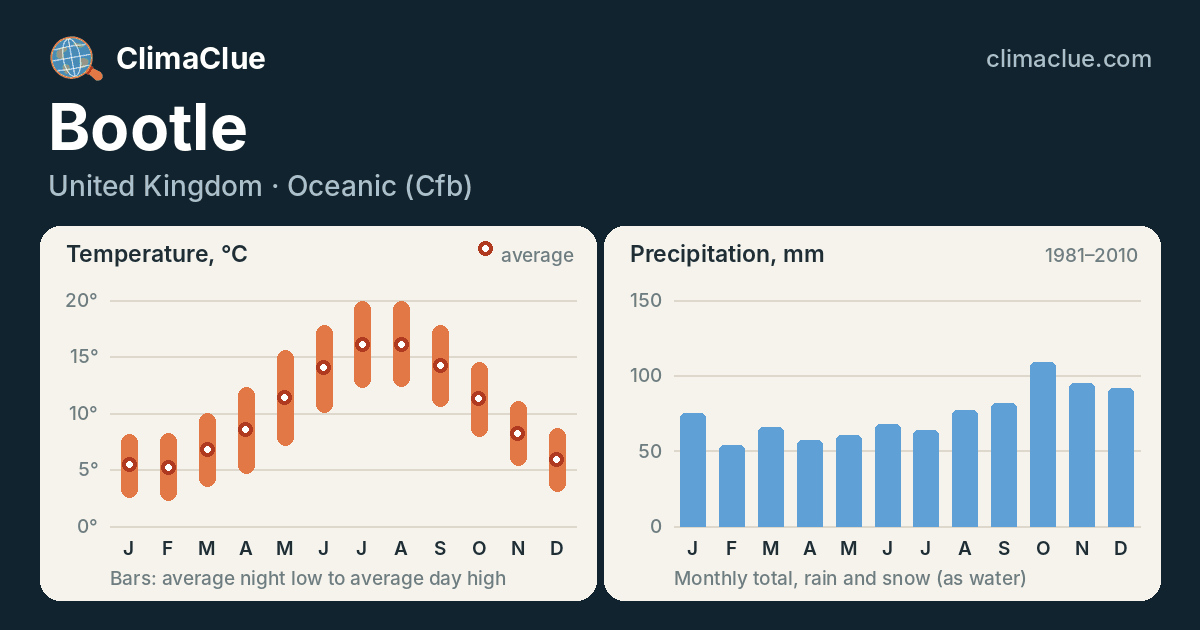 ClimaClue
climaclue.com
Bootle
United Kingdom · Oceanic (Cfb)
Temperature, °C
average
20°
15°
10°
5°
0°
J F M A M J J A S O N D
Bars: average night low to average day high
Precipitation, mm
1981–2010
150
100
50
0
J F M A M J J A S O N D
Monthly total, rain and snow (as water)